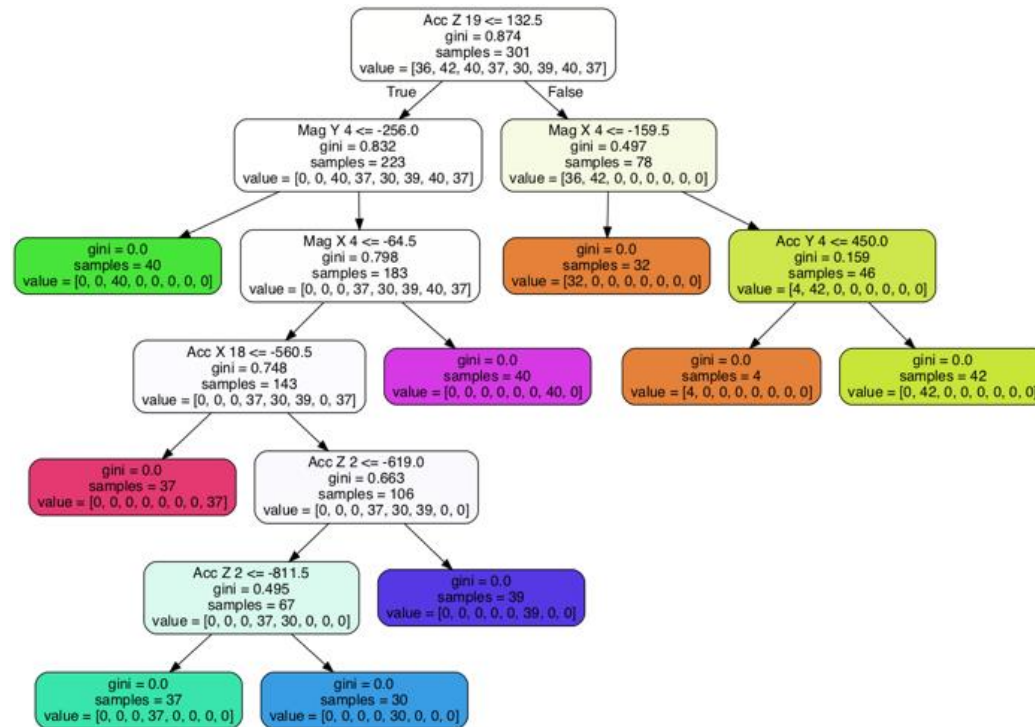 Acc Z 19 <= 132.5
gini = 0.874
samples = 301
value = [36, 42, 40, 37, 30, 39, 40, 37]
True
False
Mag Y 4 <= -256.0
gini = 0.832
samples = 223
value = [0, 0, 40, 37, 30, 39, 40, 37]
Mag X 4 <= -159.5
gini = 0.497
samples = 78
value = [36, 42, 0, 0, 0, 0, 0, 0]
gini = 0.0
samples = 40
value = [0, 0, 40, 0, 0, 0, 0, 0]
Mag X 4 <= -64.5
gini = 0.798
samples = 183
value = [0, 0, 0, 37, 30, 39, 40, 37]
gini = 0.0
samples = 32
value = [32, 0, 0, 0, 0, 0, 0, 0]
Acc Y 4 <= 450.0
gini = 0.159
samples = 46
value = [4, 42, 0, 0, 0, 0, 0, 0]
Acc X 18 <= -560.5
gini = 0.748
samples = 143
value = [0, 0, 0, 37, 30, 39, 0, 37]
gini = 0.0
samples = 40
value = [0, 0, 0, 0, 0, 0, 40, 0]
gini = 0.0
samples = 4
value = [4, 0, 0, 0, 0, 0, 0, 0]
gini = 0.0
samples = 42
value = [0, 42, 0, 0, 0, 0, 0, 0]
gini = 0.0
samples = 37
value = [0, 0, 0, 0, 0, 0, 0, 37]
Acc Z 2 <= -619.0
gini = 0.663
samples = 106
value = [0, 0, 0, 37, 30, 39, 0, 0]
Acc Z 2 <= -811.5
gini = 0.495
samples = 67
value = [0, 0, 0, 37, 30, 0, 0, 0]
gini = 0.0
samples = 39
value = [0, 0, 0, 0, 0, 39, 0, 0]
gini = 0.0
samples = 37
value = [0, 0, 0, 37, 0, 0, 0, 0]
gini = 0.0
samples = 30
value = [0, 0, 0, 0, 30, 0, 0, 0]